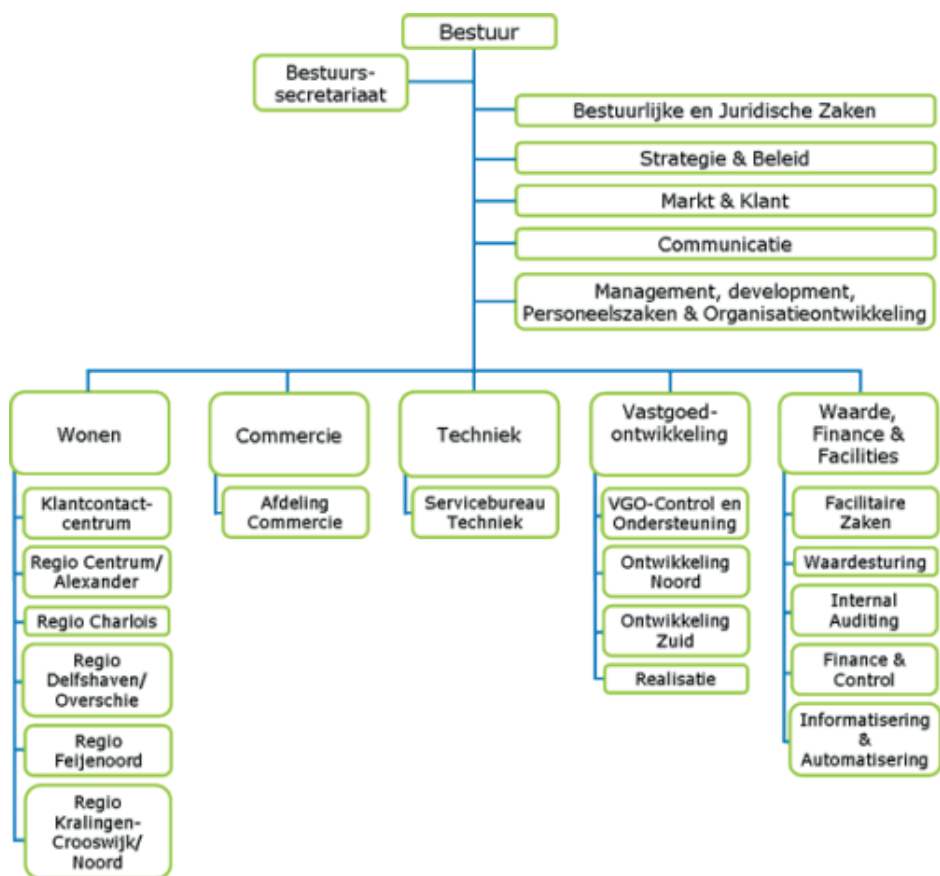 Bestuur
Bestuurs-
secretariaat
Bestuurlijke en Juridische Zaken
Strategie & Beleid
Markt & Klant
Communicatie
Management, development,
Personeelszaken & Organisatieontwikkeling
Wonen
Klantcontact-
centrum
Regio Centrum/
Alexander
Regio Charlois
Regio
Delfshaven/
Overschie
Regio
Feijenoord
Regio
Kralingen-
Crooswijk/
Noord
Commercie
Afdeling
Commercie
Techniek
Servicebureau
Techniek
Vastgoed-
ontwikkeling
VGO-Control en
Ondersteuning
Ontwikkeling
Noord
Ontwikkeling
Zuid
Realisatie
Waarde,
Finance &
Facilities
Facilitaire
Zaken
Waardesturing
Internal
Auditing
Finance &
Control
Informatisering
&
Automatisering